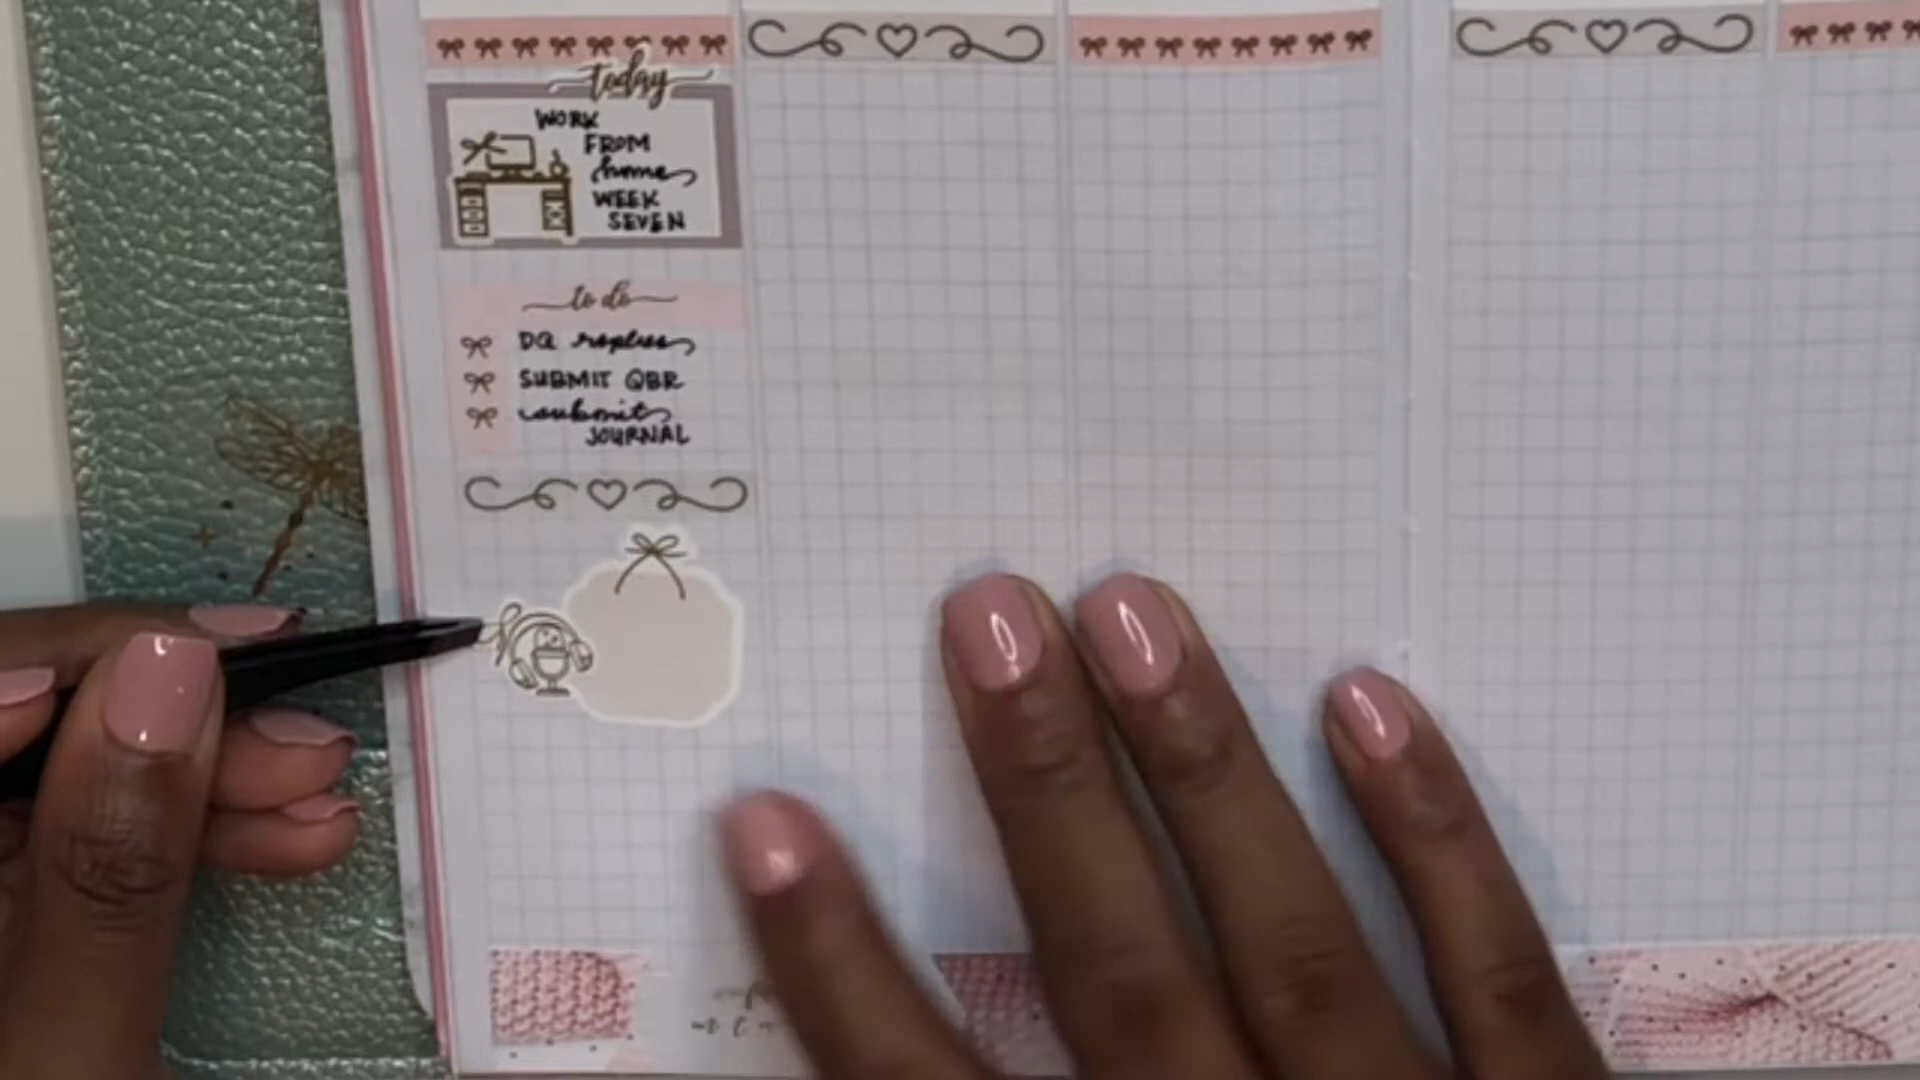 today
WORK
FROM
home
WEEK
SEVEN
to do
DQ replies
SUBMIT QBR
submit
JOURNAL